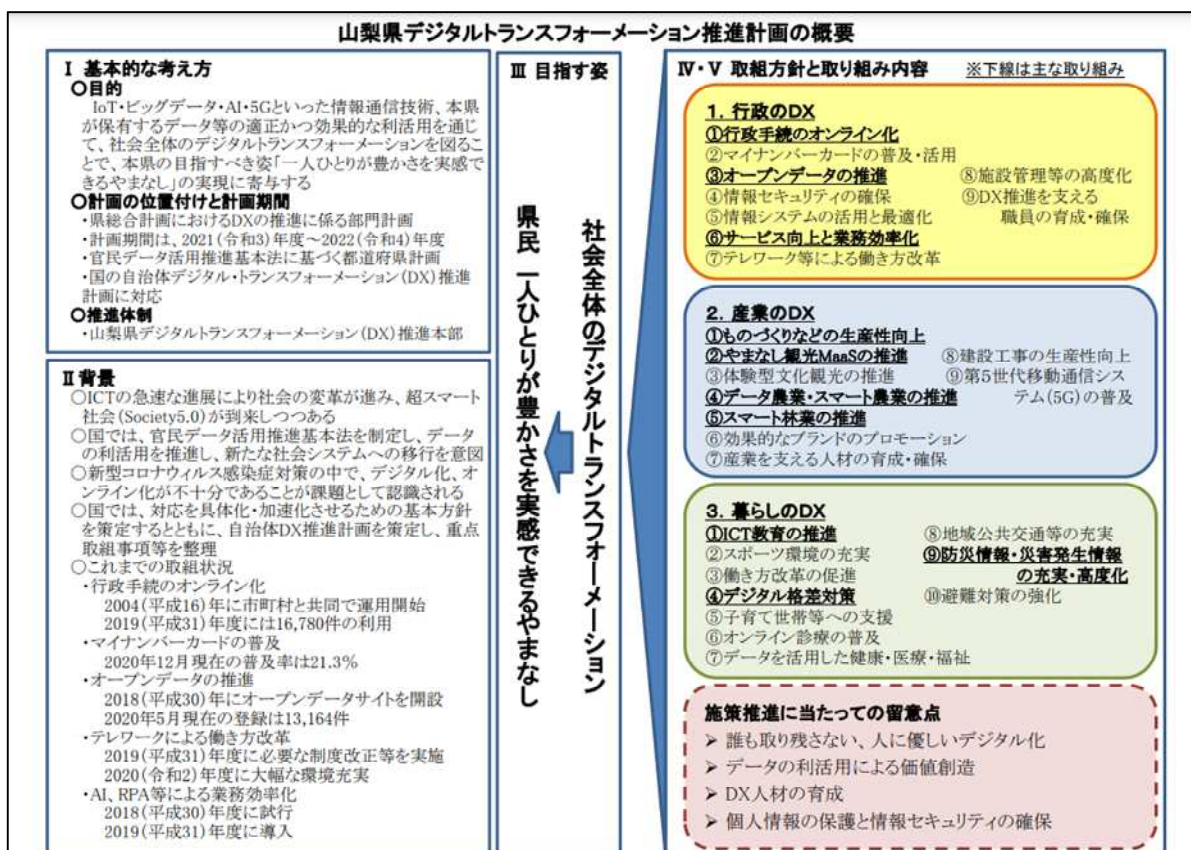 山梨県デジタルトランスフォーメーション推進計画の概要
Ⅰ 基本的な考え方
○目的
IoT・ビッグデータ・AI・5Gといった情報通信技術、本県
が保有するデータ等の適正かつ効果的な利活用を通じ
て、社会全体のデジタルトランスフォーメーションを図るこ
とで、本県の目指すべき姿「一人ひとりが豊かさを実感で
きるやまなし」の実現に寄与する
○計画の位置付けと計画期間
・県総合計画におけるDXの推進に係る部門計画
・計画期間は、2021(令和3)年度～2022(令和4)年度
・官民データ活用推進基本法に基づく都道府県計画
・国の自治体デジタル・トランスフォーメーション(DX)推進
計画に対応
○推進体制
・山梨県デジタルトランスフォーメーション(DX)推進本部
Ⅱ 背景
○ICTの急速な進展により社会の変革が進み、超スマート
社会(Society5.0)が到来しつつある
○国では、官民データ活用推進基本法を制定し、データ
の利活用を推進し、新たな社会システムへの移行を意図
○新型コロナウィルス感染症対策の中で、デジタル化、オ
ンライン化が不十分であることが課題として認識される
○国では、対応を具体化・加速化させるための基本方針
を策定するとともに、自治体DX推進計画を策定し、重点
取組事項等を整理
○これまでの取組状況
・行政手続のオンライン化
2004(平成16)年に市町村と共同で運用開始
2019(平成31)年度には16,780件の利用
・マイナンバーカードの普及
2020年12月現在の普及率は21.3%
・オープンデータの推進
2018(平成30)年にオープンデータサイトを開設
2020年5月現在の登録は13,164件
・テレワークによる働き方改革
2019(平成31)年度に必要な制度改正等を実施
2020(令和2)年度に大幅な環境充実
・AI、RPA等による業務効率化
2018(平成30)年度に試行
2019(平成31)年度に導入
Ⅲ 目指す姿
社会全体のデジタルトランスフォーメーション
県民 一人ひとりが豊かさを実感できるやまなし
Ⅳ・Ⅴ 取組方針と取り組み内容 ※下線は主な取り組み
1．行政のDX
①行政手続のオンライン化
②マイナンバーカードの普及・活用
③オープンデータの推進
④情報セキュリティの確保
⑤情報システムの活用と最適化
⑥サービス向上と業務効率化
⑦テレワーク等による働き方改革
⑧施設管理等の高度化
⑨DX推進を支える
職員の育成・確保
2．産業のDX
①ものづくりなどの生産性向上
②やまなし観光MaaSの推進
③体験型文化観光の推進
④データ農業・スマート農業の推進
⑤スマート林業の推進
⑥効果的なブランドのプロモーション
⑦産業を支える人材の育成・確保
⑧建設工事の生産性向上
⑨第5世代移動通信シス
テム(5G)の普及
3．暮らしのDX
①ICT教育の推進
②スポーツ環境の充実
③働き方改革の促進
④デジタル格差対策
⑤子育て世帯等への支援
⑥オンライン診療の普及
⑦データを活用した健康・医療・福祉
⑧地域公共交通等の充実
⑨防災情報・災害発生情報
の充実・高度化
⑩避難対策の強化
施策推進に当たっての留意点
➢ 誰も取り残さない、人に優しいデジタル化
➢ データの利活用による価値創造
➢ DX人材の育成
➢ 個人情報の保護と情報セキュリティの確保